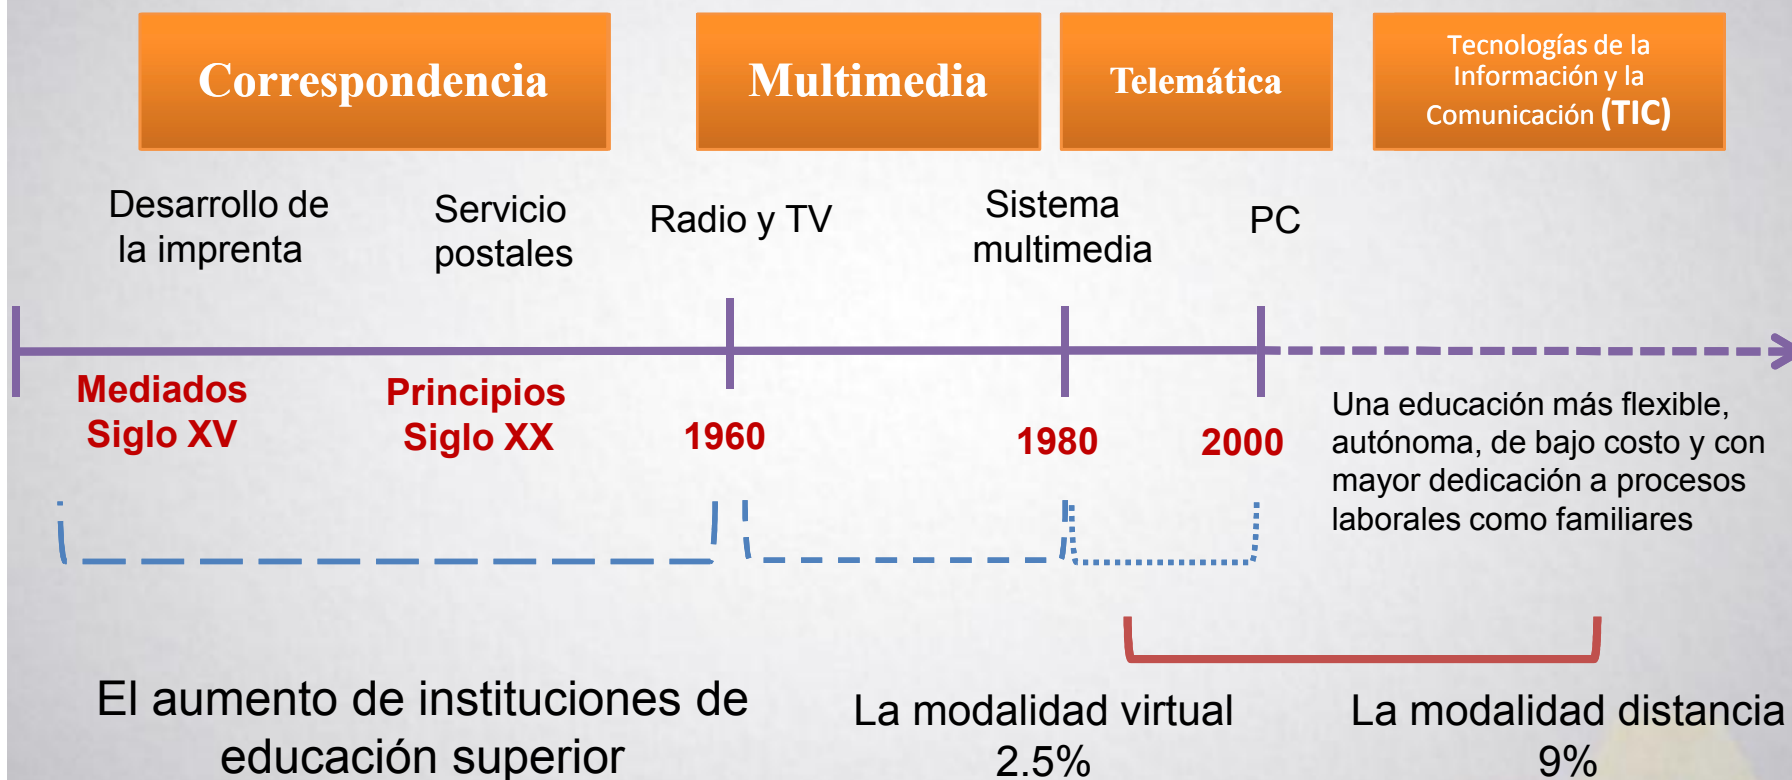 Correspondencia
Multimedia
Telemática
Tecnologías de la
Información y la
Comunicación (TIC)
Desarrollo de
la imprenta
Servicio
postales
Radio y TV
Sistema
multimedia
PC
Mediados
Siglo XV
Principios
Siglo XX
1960
1980
2000
Una educación más flexible,
autónoma, de bajo costo y con
mayor dedicación a procesos
laborales como familiares
El aumento de instituciones de
educación superior
La modalidad virtual
2.5%
La modalidad distancia
9%